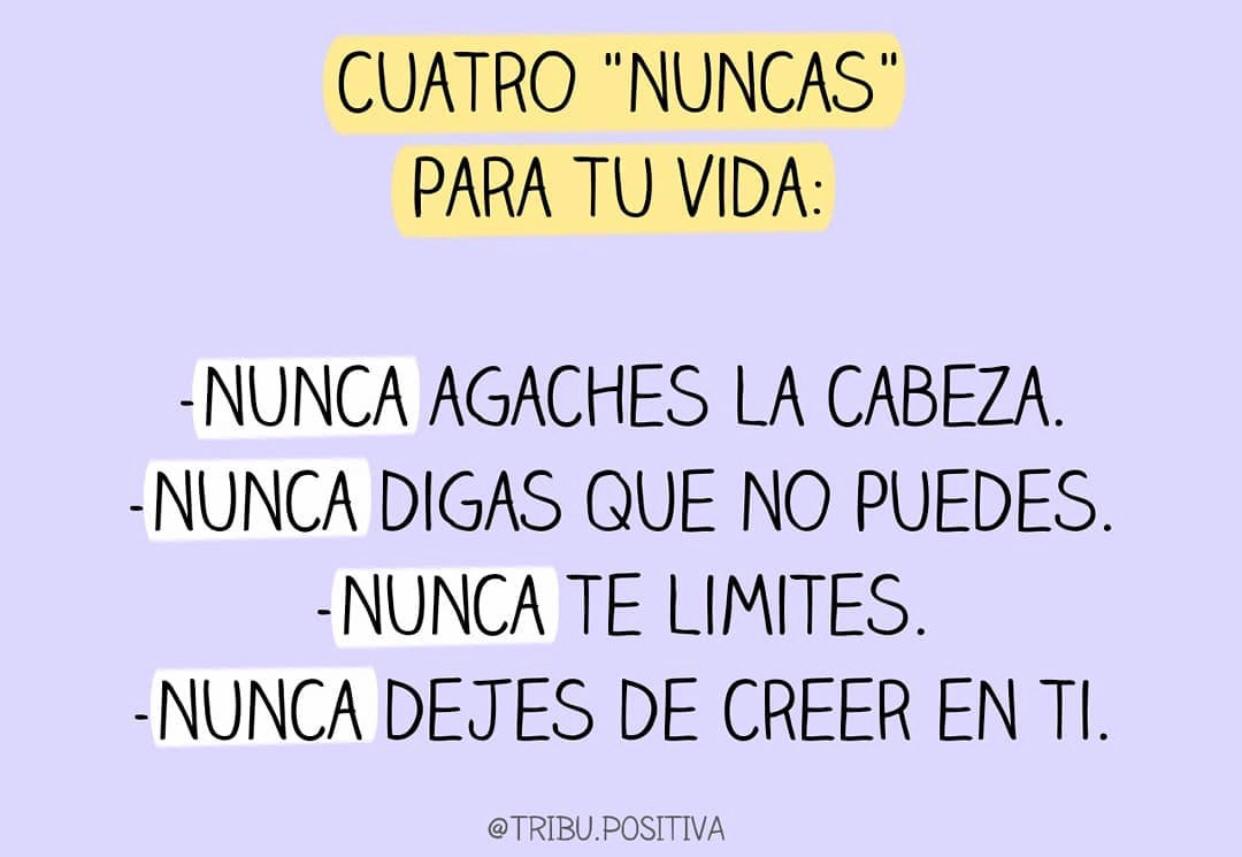 CUATRO "NUNCAS"
PARA TU VIDA:
-NUNCA AGACHES LA CABEZA.
-NUNCA DIGAS QUE NO PUEDES.
-NUNCA TE LIMITES.
-NUNCA DEJES DE CREER EN TI.
@TRIBU.POSITIVA